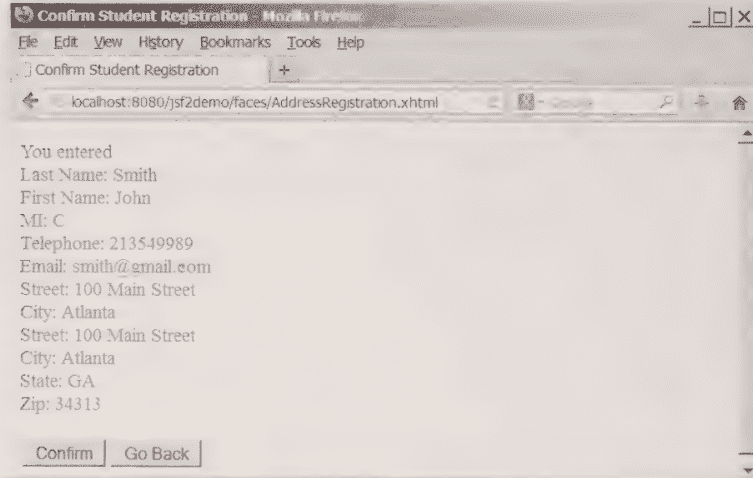 Confirm Student Registration - Mozilla Firefox
File Edit View History Bookmarks Tools Help
Confirm Student Registration +
localhost:8080/jsf2demo/faces/AddressRegistration.xhtml Google
You entered
Last Name: Smith
First Name: John
MI: C
Telephone: 213549989
Email: smith@gmail.com
Street: 100 Main Street
City: Atlanta
Street: 100 Main Street
City: Atlanta
State: GA
Zip: 34313
Confirm Go Back